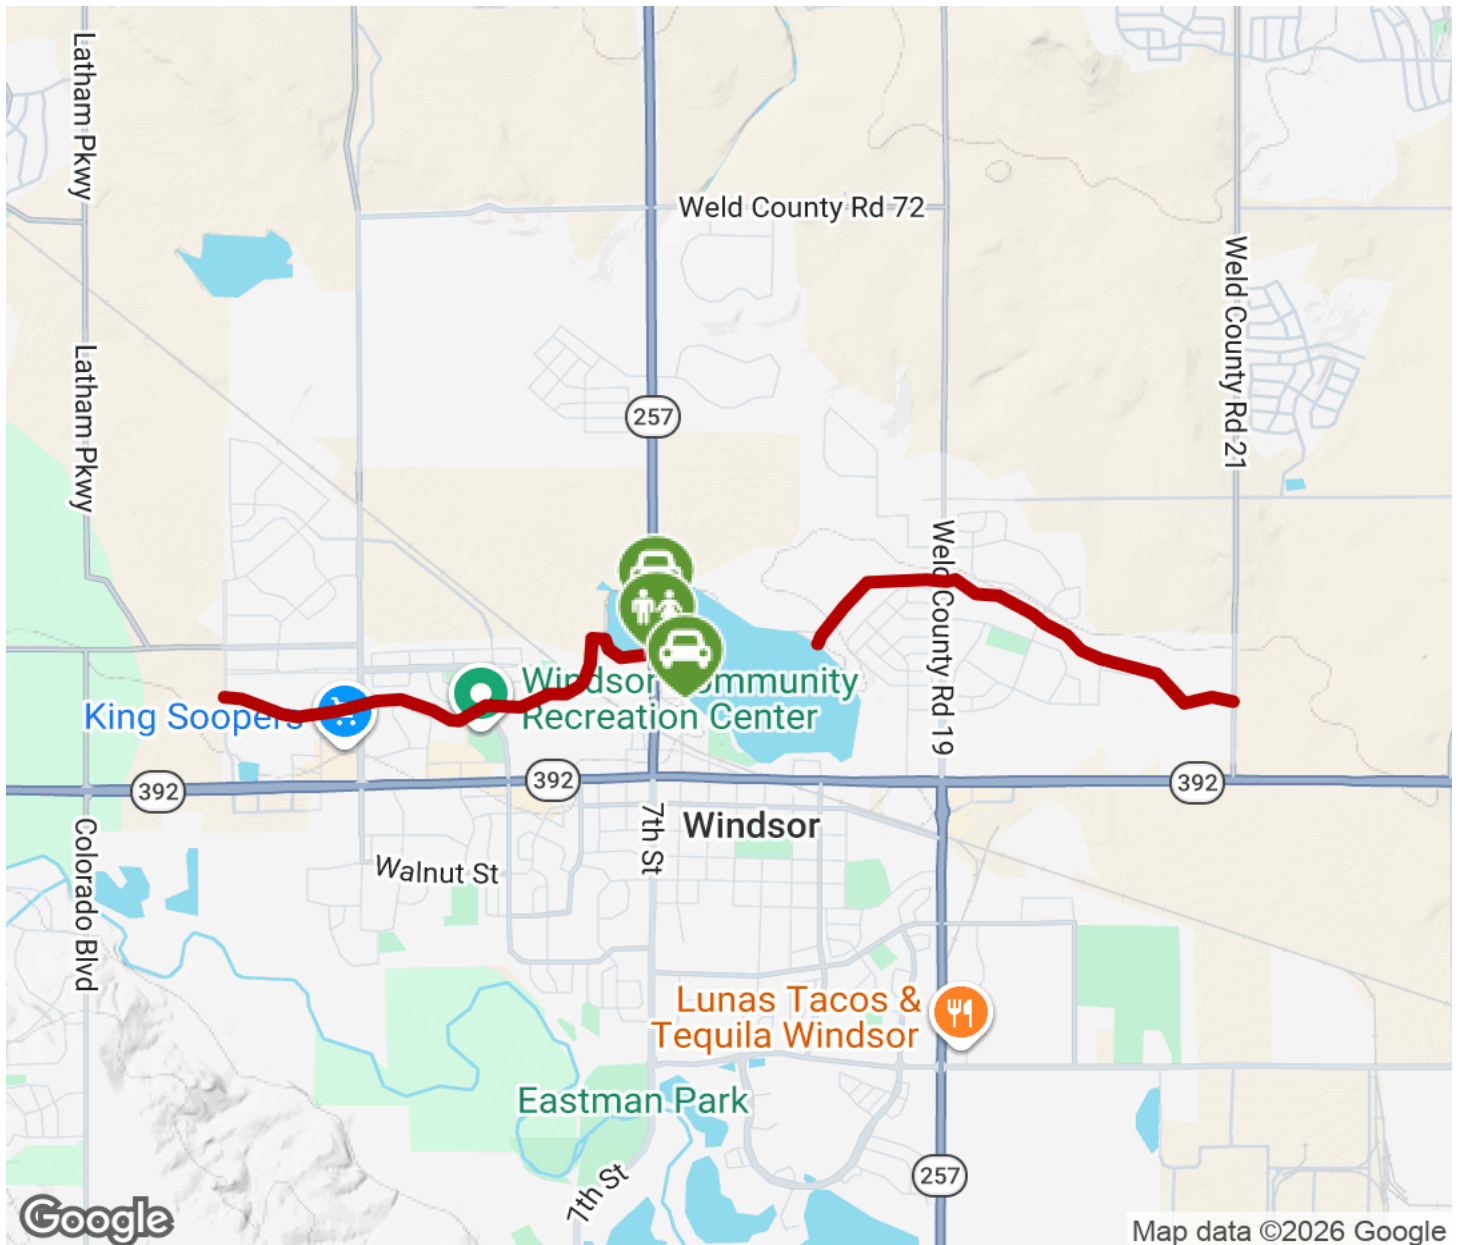 Latham Pkwy
Weld County Rd 72
Weld County Rd 21
Latham Pkwy
257
Weld County Rd 19
Windsor Community
Recreation Center
King Soopers
392
392
392
Windsor
7th St
Walnut St
Colorado Blvd
Lunas Tacos &
Tequila Windsor
Eastman Park
257
7th St
Google
Map data ©2026 Google